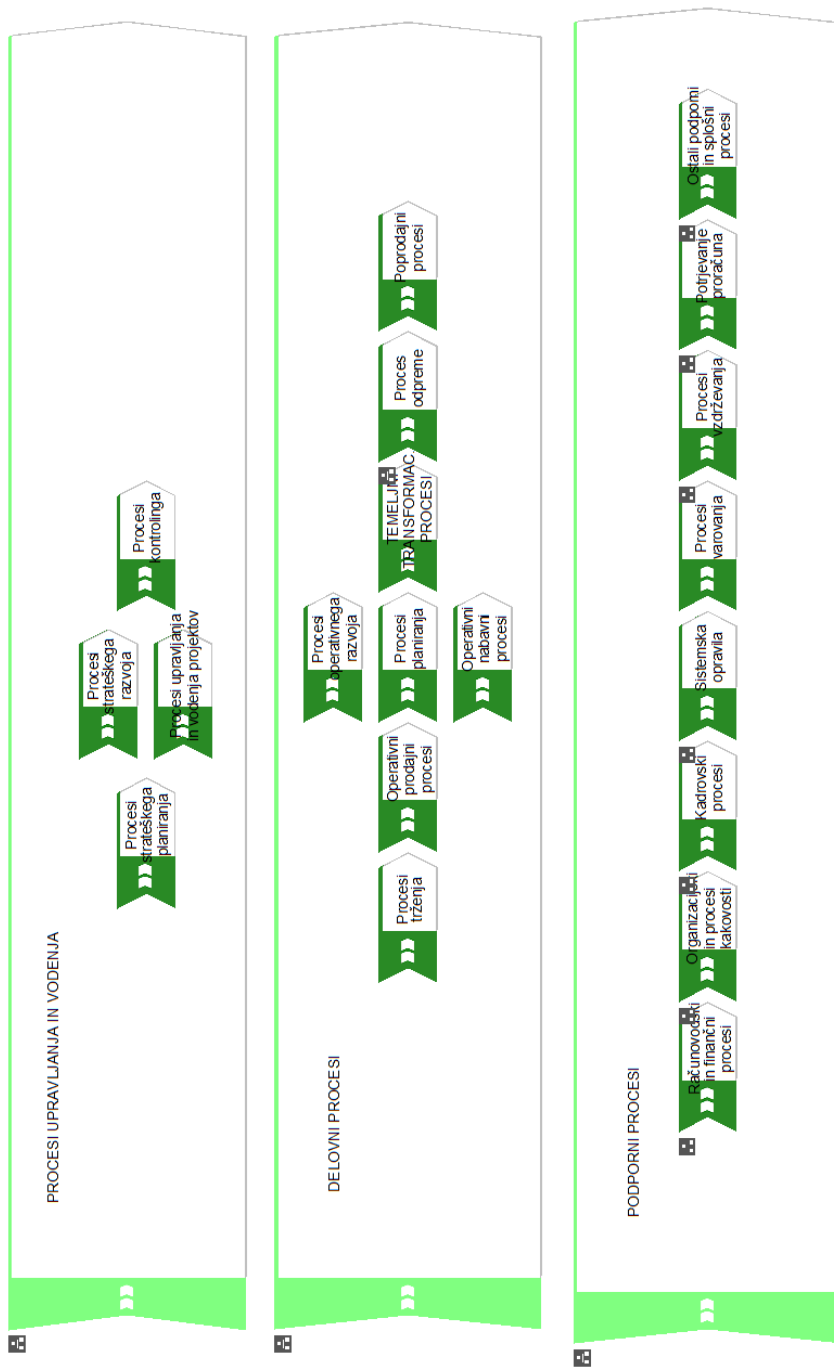 PROCESI UPRAVLJANJA IN VODENJA
Procesi
strateškega
planiranja
Procesi
strateškega
razvoja
Procesi upravljanja
in vodenja projektov
Procesi
kontrolinga
DELOVNI PROCESI
Procesi
trženja
Operativni
prodajni
procesi
Procesi
operativnega
razvoja
Procesi
planiranja
Operativni
nabavni
procesi
TEMELJNI
TRANSFORMAC.
PROCESI
Proces
odpreme
Poprodajni
procesi
PODPORNI PROCESI
Računovodski
in finančni
procesi
Organizacijski
in procesi
kakovosti
Kadrovski
procesi
Sistemska
opravila
Procesi
varovanja
Procesi
vzdrževanja
Potrjevanje
proračuna
Ostali podporni
in splošni
procesi